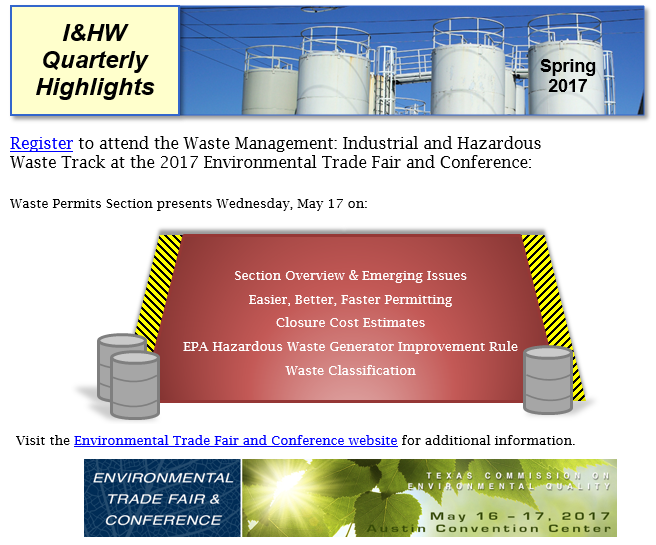 I&HW
Quarterly
Highlights
Spring
2017
Register to attend the Waste Management: Industrial and Hazardous
Waste Track at the 2017 Environmental Trade Fair and Conference:
Waste Permits Section presents Wednesday, May 17 on:
Section Overview & Emerging Issues
Easier, Better, Faster Permitting
Closure Cost Estimates
EPA Hazardous Waste Generator Improvement Rule
Waste Classification
Visit the Environmental Trade Fair and Conference website for additional information.
ENVIRONMENTAL
TRADE FAIR &
CONFERENCE
TEXAS COMMISSION ON
ENVIRONMENTAL QUALITY
May 16 - 17, 2017
Austin Convention Center